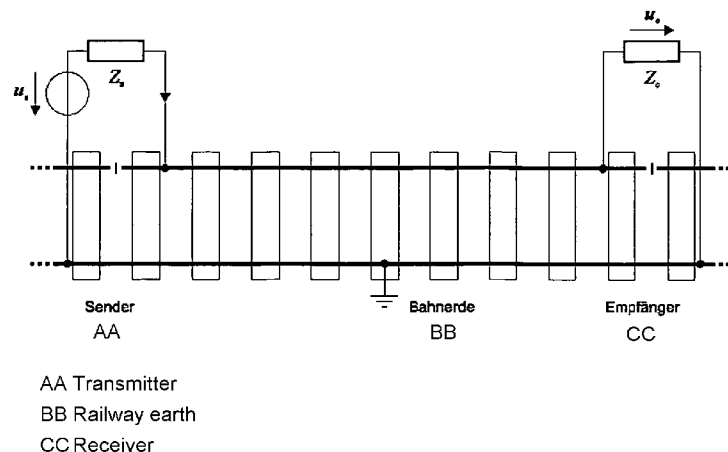 u_e
Z_s
u_s
Z_e
Sender
Bahnerde
Empfänger
AA
BB
CC
AA Transmitter
BB Railway earth
CC Receiver